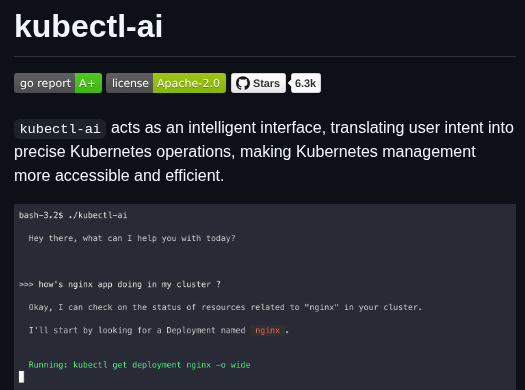 kubectl-ai
go report A+ license Apache-2.0 Stars 6.3k
kubectl-ai acts as an intelligent interface, translating user intent into
precise Kubernetes operations, making Kubernetes management
more accessible and efficient.
bash-3.2$ ./kubectl-ai
Hey there, what can I help you with today?
>>> how's nginx app doing in my cluster ?
Okay, I can check on the status of resources related to "nginx" in your cluster.
I'll start by looking for a Deployment named nginx .
Running: kubectl get deployment nginx -o wide